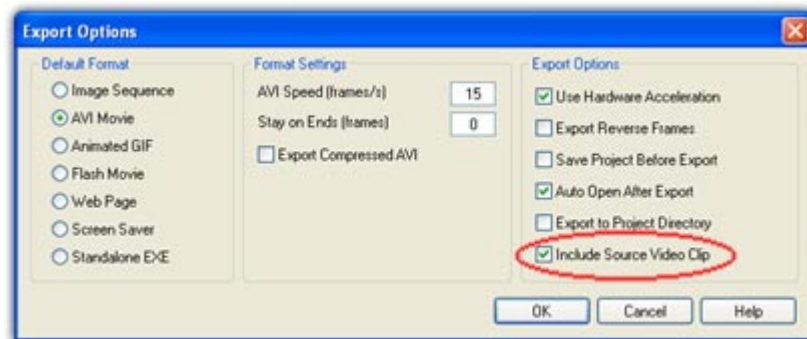 Export Options
Default Format
Image Sequence
AVI Movie
Animated GIF
Flash Movie
Web Page
Screen Saver
Standalone EXE
Format Settings
AVI Speed (frames/s) 15
Stay on Ends (frames) 0
Export Compressed AVI
Export Options
Use Hardware Acceleration
Export Reverse Frames
Save Project Before Export
Auto Open After Export
Export to Project Directory
Include Source Video Clip
OK Cancel Help